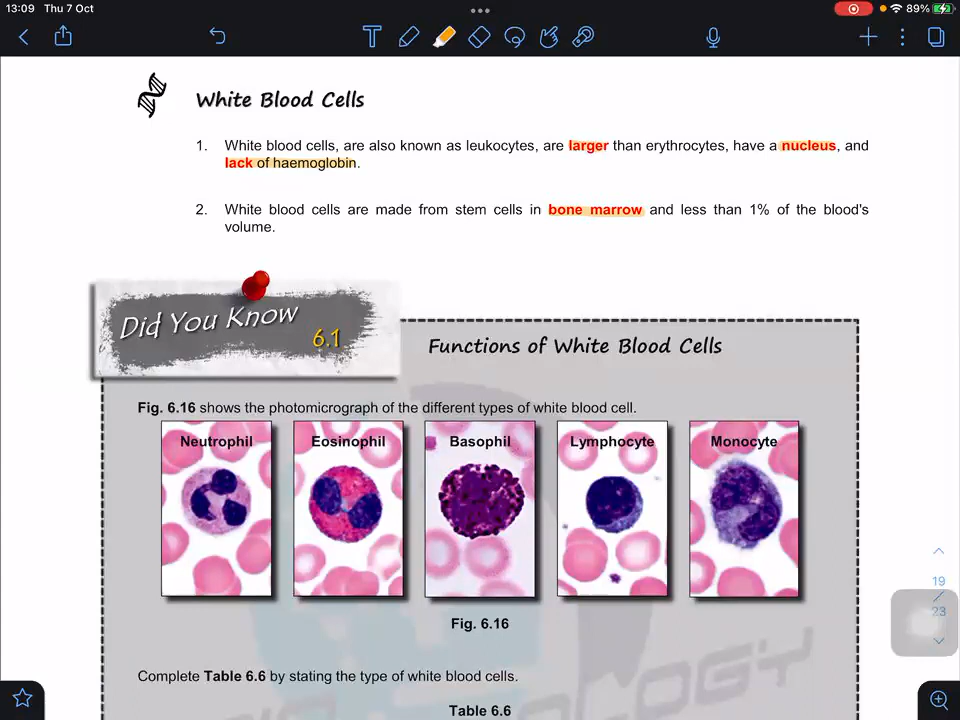 13:09 Thu 7 Oct
89%
T
White Blood Cells
1. White blood cells, are also known as leukocytes, are larger than erythrocytes, have a nucleus, and
lack of haemoglobin.
2. White blood cells are made from stem cells in bone marrow and less than 1% of the blood's
volume.
Did You Know
6.1
Functions of White Blood Cells
Fig. 6.16 shows the photomicrograph of the different types of white blood cell.
Neutrophil Eosinophil Basophil Lymphocyte Monocyte
19
/
23
Fig. 6.16
Complete Table 6.6 by stating the type of white blood cells.
Table 6.6